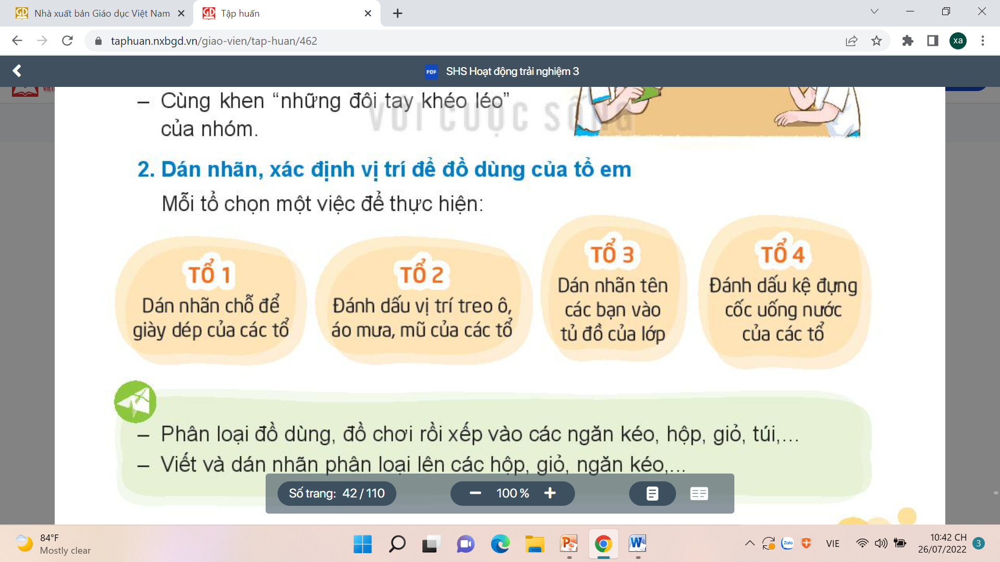 Nhà xuất bản Giáo dục Việt Nam
Tập huấn
taphuan.nxbgd.vn/giao-vien/tap-huan/462
xa
PDF SHS Hoạt động trải nghiệm 3
– Cùng khen “những đôi tay khéo léo”
của nhóm.
VỚI CUỘC SỐNG
2. Dán nhãn, xác định vị trí để đồ dùng của tổ em
Mỗi tổ chọn một việc để thực hiện:
TỔ 1
Dán nhãn chỗ để
giày dép của các tổ
TỔ 2
Đánh dấu vị trí treo ô,
áo mưa, mũ của các tổ
TỔ 3
Dán nhãn tên
các bạn vào
tủ đồ của lớp
TỔ 4
Đánh dấu kệ đựng
cốc uống nước
của các tổ
– Phân loại đồ dùng, đồ chơi rồi xếp vào các ngăn kéo, hộp, giỏ, túi,...
– Viết và dán nhãn phân loại lên các hộp, giỏ, ngăn kéo,...
Số trang: 42 / 110
100 %
84°F
Mostly clear
Zalo
VIE
10:42 CH
26/07/2022
3